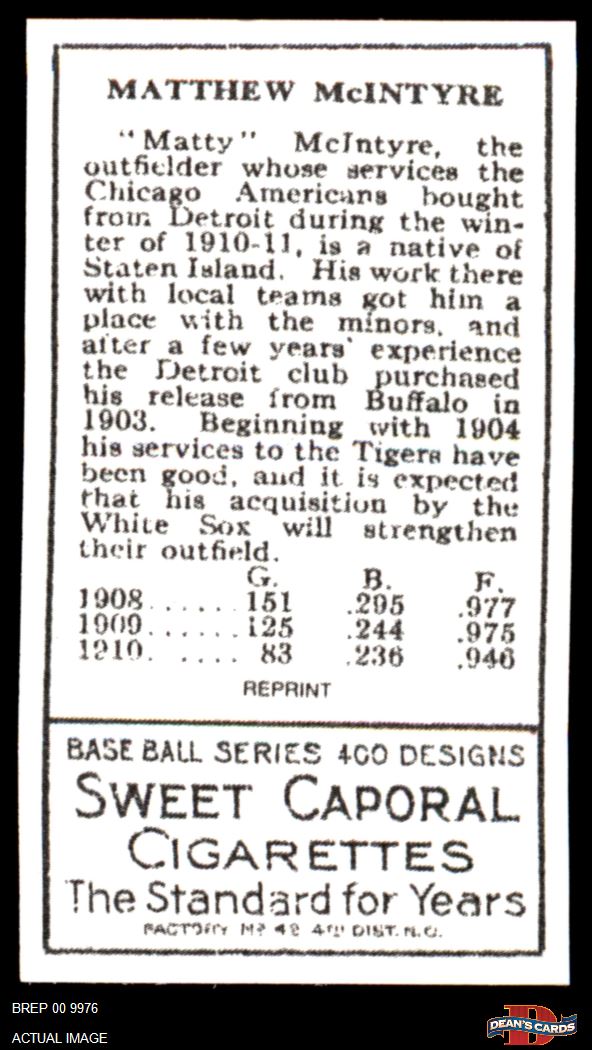 MATTHEW McINTYRE
"Matty" McIntyre, the
outfielder whose services the
Chicago Americans bought
from Detroit during the win-
ter of 1910-11, is a native of
Staten Island. His work there
with local teams got him a
place with the minors, and
after a few years' experience
the Detroit club purchased
his release from Buffalo in
1903. Beginning with 1904
his services to the Tigers have
been good, and it is expected
that his acquisition by the
White Sox will strengthen
their outfield.
G. B. F.
1908...... 151 .295 .977
1909...... 125 .244 .975
1910. .... 83 .236 .946
REPRINT
BASE BALL SERIES 400 DESIGNS
SWEET CAPORAL
CIGARETTES
The Standard for Years
FACTORY Nº 42 4TH DIST. N.C.
BREP 00 9976
ACTUAL IMAGE
D
DEAN'S CARDS